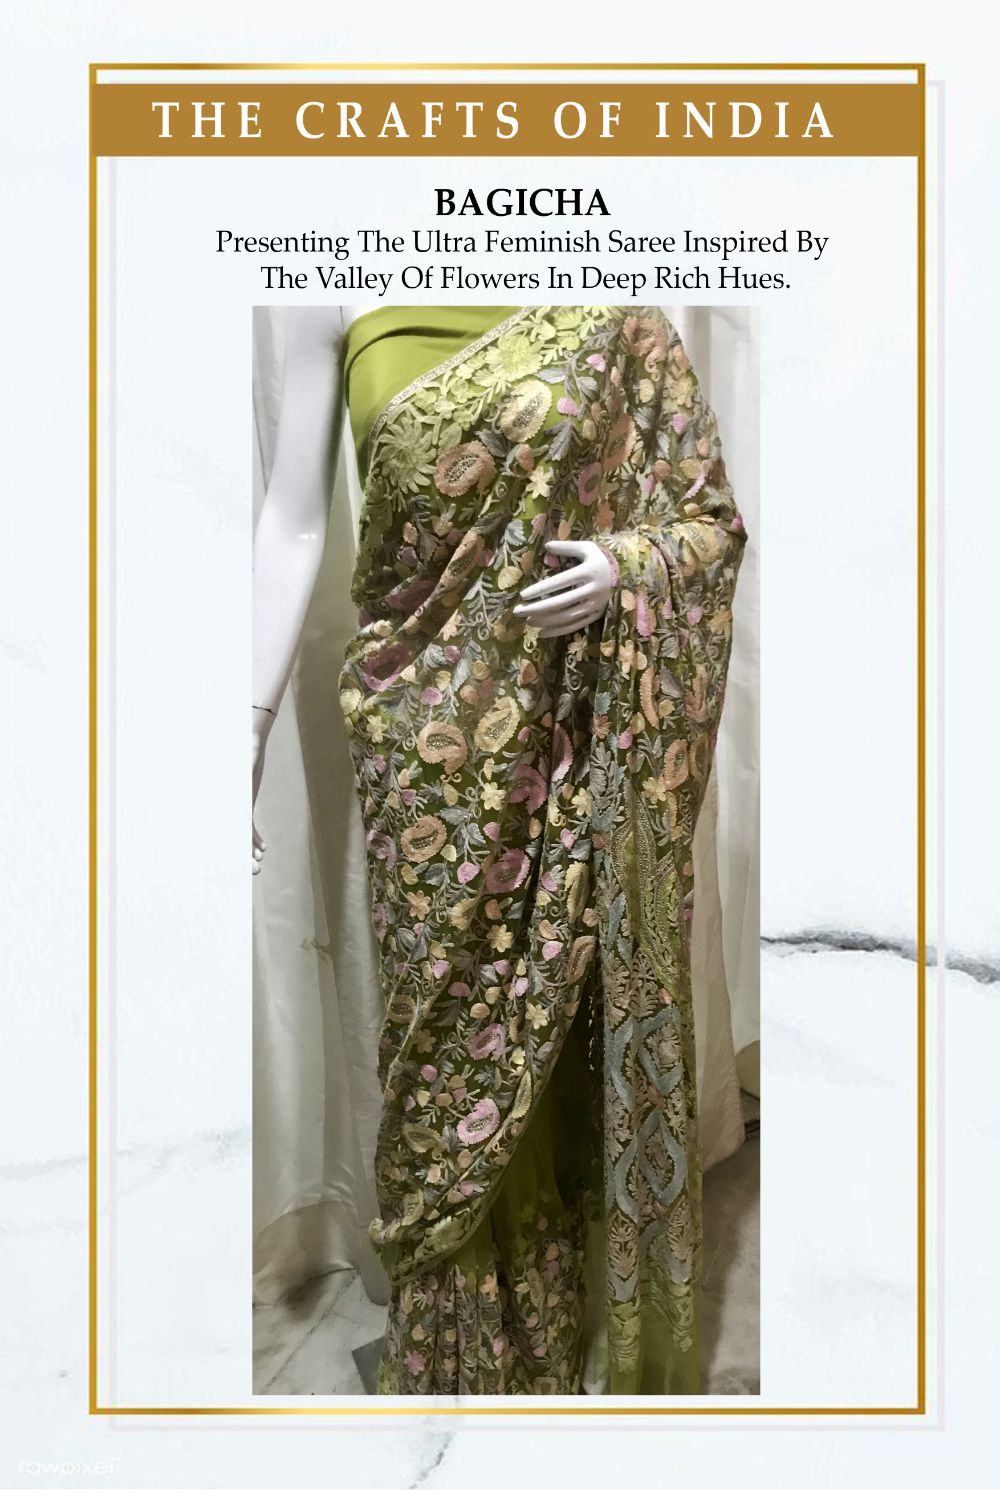 THE CRAFTS OF INDIA
BAGICHA
Presenting The Ultra Feminish Saree Inspired By
The Valley Of Flowers In Deep Rich Hues.
rawpixel